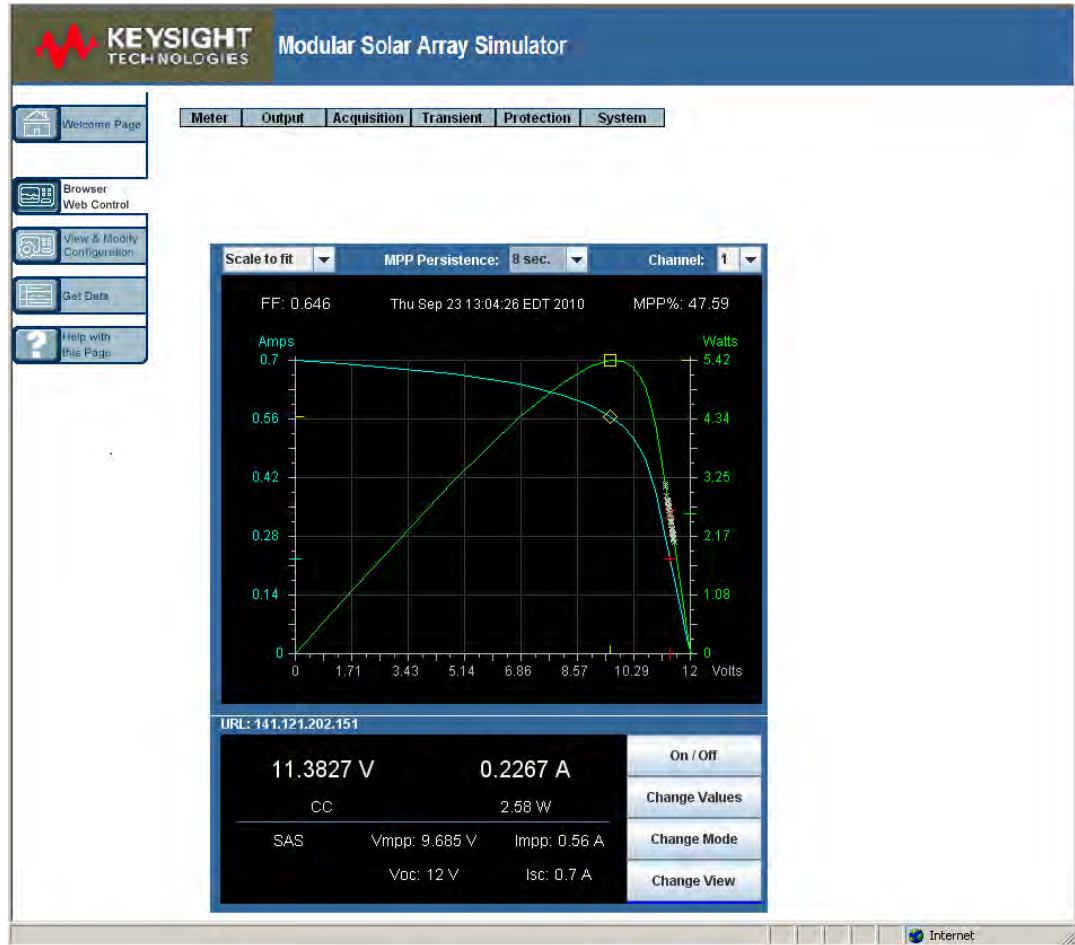 KEYSIGHT
TECHNOLOGIES
Modular Solar Array Simulator
Welcome Page
Meter Output Acquisition Transient Protection System
Browser
Web Control
View & Modify
Configuration
Get Data
Help with
this Page
Scale to fit MPP Persistence: 8 sec. Channel: 1
FF: 0.646 Thu Sep 23 13:04:26 EDT 2010 MPP%: 47.59
Amps Watts
0.7 5.42
0.56 4.34
0.42 3.25
0.28 2.17
0.14 1.08
0 0
0 1.71 3.43 5.14 6.86 8.57 10.29 12 Volts
URL: 141.121.202.151
11.3827 V 0.2267 A
CC 2.58 W
SAS Vmpp: 9.685 V Impp: 0.56 A
Voc: 12 V Isc: 0.7 A
On / Off
Change Values
Change Mode
Change View
Internet